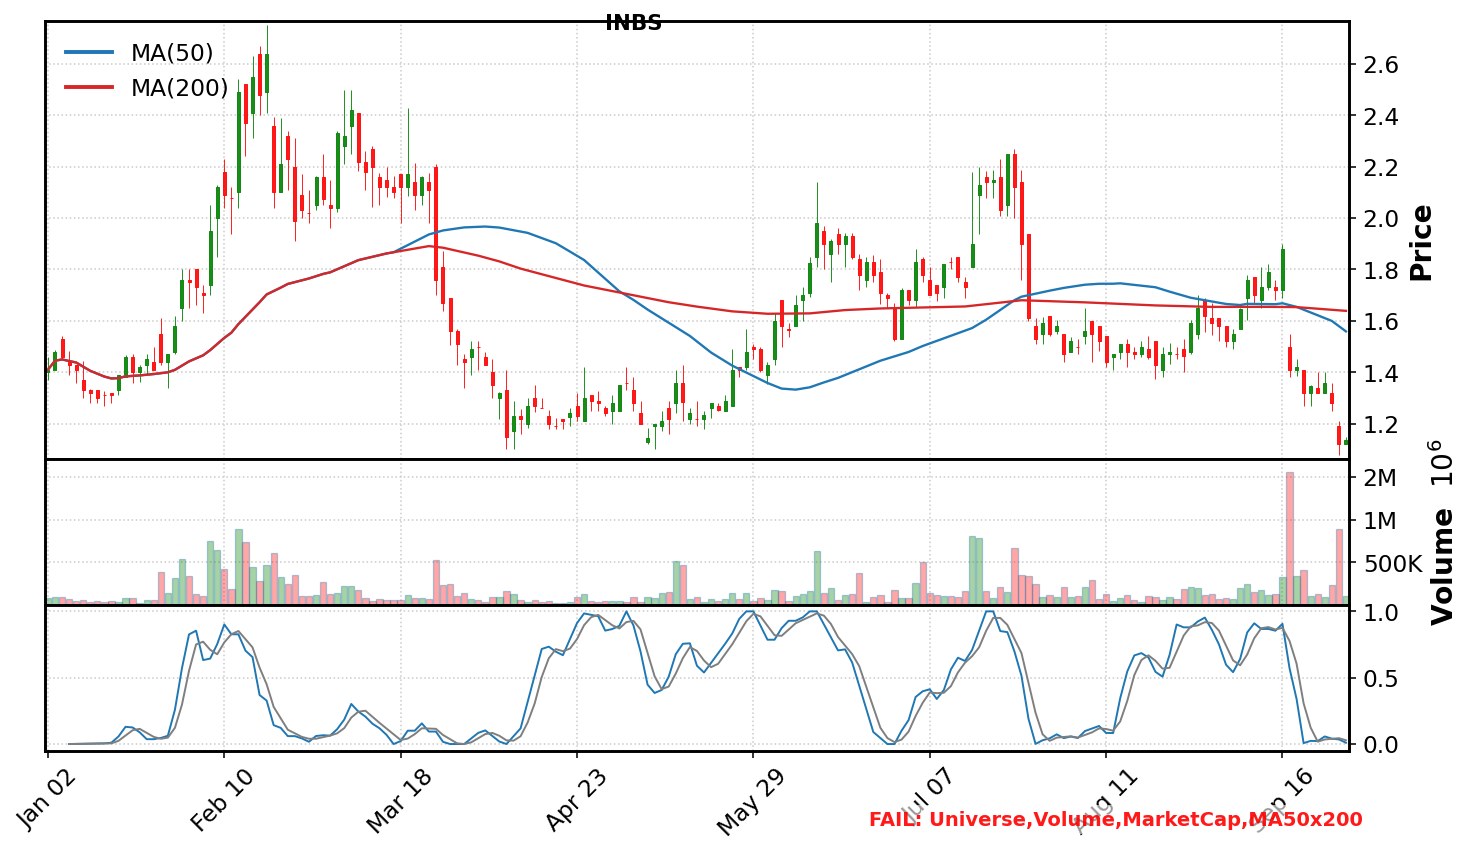 INBS
MA(50)
MA(200)
2.6
2.4
2.2
2.0
1.8
1.6
1.4
1.2
Price
2M
1M
500K
Volume 10^6
1.0
0.5
0.0
Jan 02
Feb 10
Mar 18
Apr 23
May 29
Jul 07
Aug 11
Sep 16
FAIL: Universe,Volume,MarketCap,MA50x200